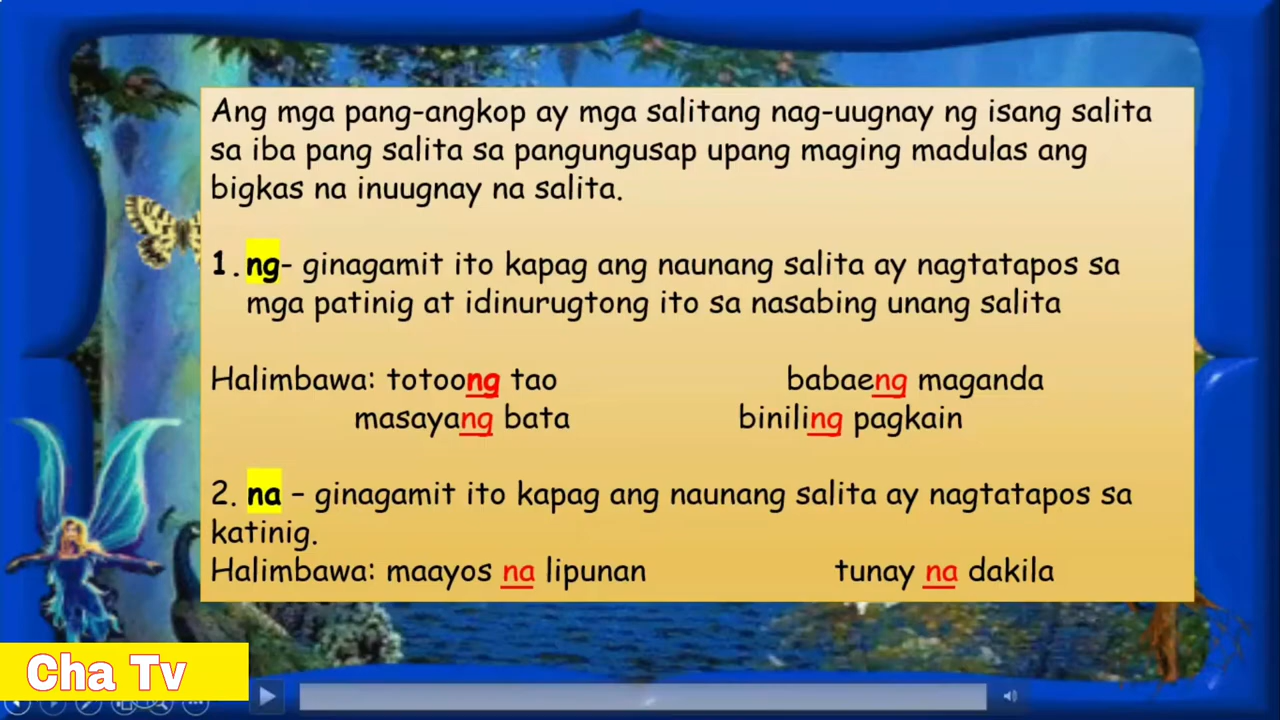 Ang mga pang-angkop ay mga salitang nag-uugnay ng isang salita
sa iba pang salita sa pangungusap upang maging madulas ang
bigkas na inuugnay na salita.
1. ng- ginagamit ito kapag ang naunang salita ay nagtatapos sa
mga patinig at idinurugtong ito sa nasabing unang salita
Halimbawa: totoong tao babaeng maganda
masayang bata biniling pagkain
2. na – ginagamit ito kapag ang naunang salita ay nagtatapos sa
katinig.
Halimbawa: maayos na lipunan tunay na dakila
Cha Tv